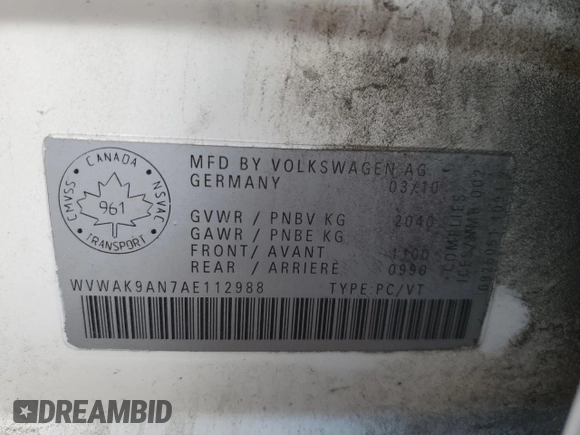 CANADA
CMVSS
NSVAC
961
TRANSPORT
MFD BY VOLKSWAGEN AG
GERMANY 03/10
GVWR / PNBV KG 2040
GAWR / PNBE KG
FRONT/ AVANT 1100
REAR / ARRIERE 0990
WVWAK9AN7AE112988 TYPE:PC/VT
COMPLIES
DREAMBID